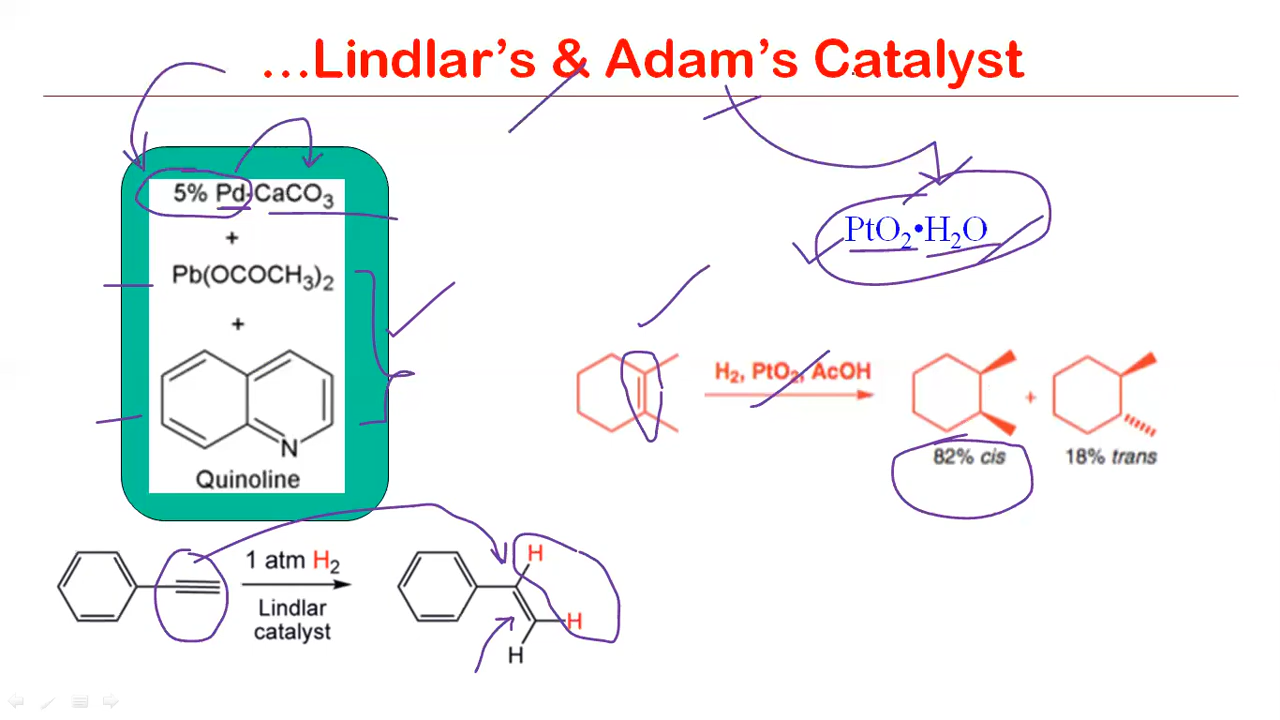 ...Lindlar's & Adam's Catalyst
5% Pd-CaCO₃
+
Pb(OCOCH₃)₂
+
N
Quinoline
PtO₂•H₂O
H₂, PtO₂, AcOH
+
82% cis
18% trans
1 atm H₂
Lindlar
catalyst
H
H
H